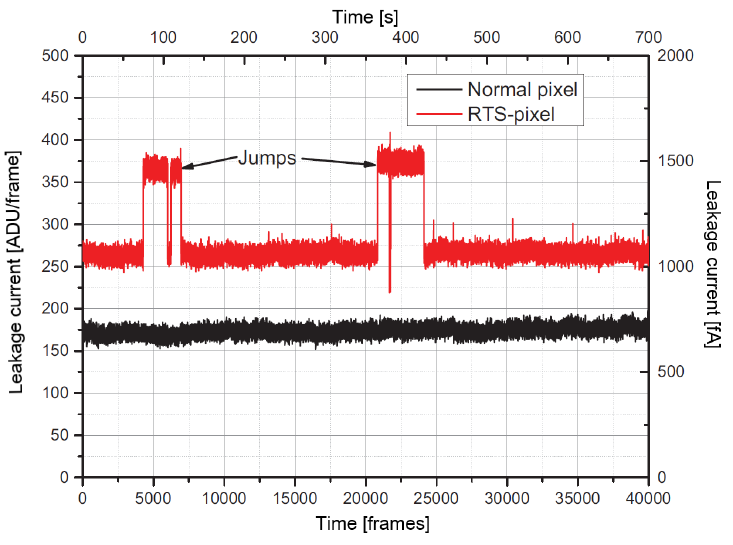 Time [s]
0 100 200 300 400 500 600 700
500 2000
450
400
350
300
250
200
150
100
50
0
1500
1000
500
0
Normal pixel
RTS-pixel
Jumps
Leakage current [ADU/frame]
Leakage current [fA]
0 5000 10000 15000 20000 25000 30000 35000 40000
Time [frames]